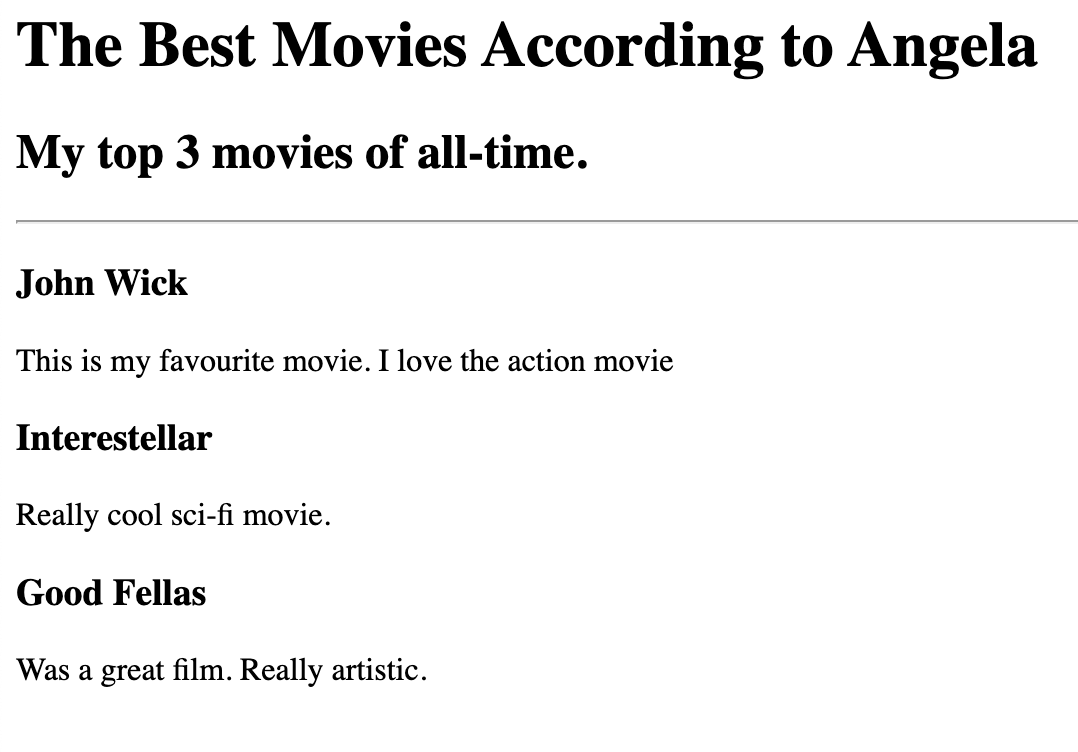 The Best Movies According to Angela
My top 3 movies of all-time.
John Wick
This is my favourite movie. I love the action movie
Interestellar
Really cool sci-fi movie.
Good Fellas
Was a great film. Really artistic.